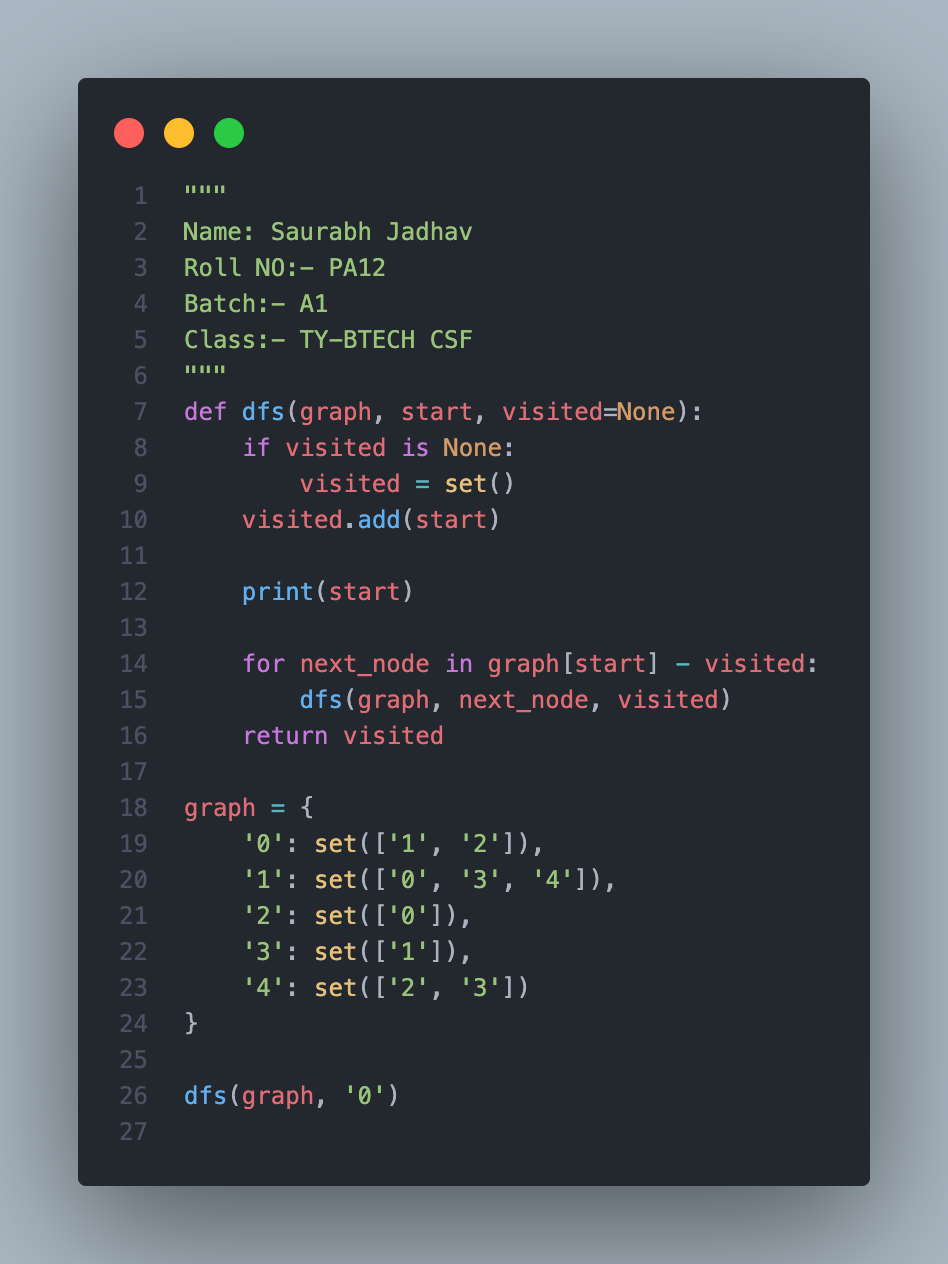 1 """
2 Name: Saurabh Jadhav
3 Roll NO:- PA12
4 Batch:- A1
5 Class:- TY-BTECH CSF
6 """
7 def dfs(graph, start, visited=None):
8     if visited is None:
9         visited = set()
10     visited.add(start)
11
12     print(start)
13
14     for next_node in graph[start] - visited:
15         dfs(graph, next_node, visited)
16     return visited
17
18 graph = {
19     '0': set(['1', '2']),
20     '1': set(['0', '3', '4']),
21     '2': set(['0']),
22     '3': set(['1']),
23     '4': set(['2', '3'])
24 }
25
26 dfs(graph, '0')
27